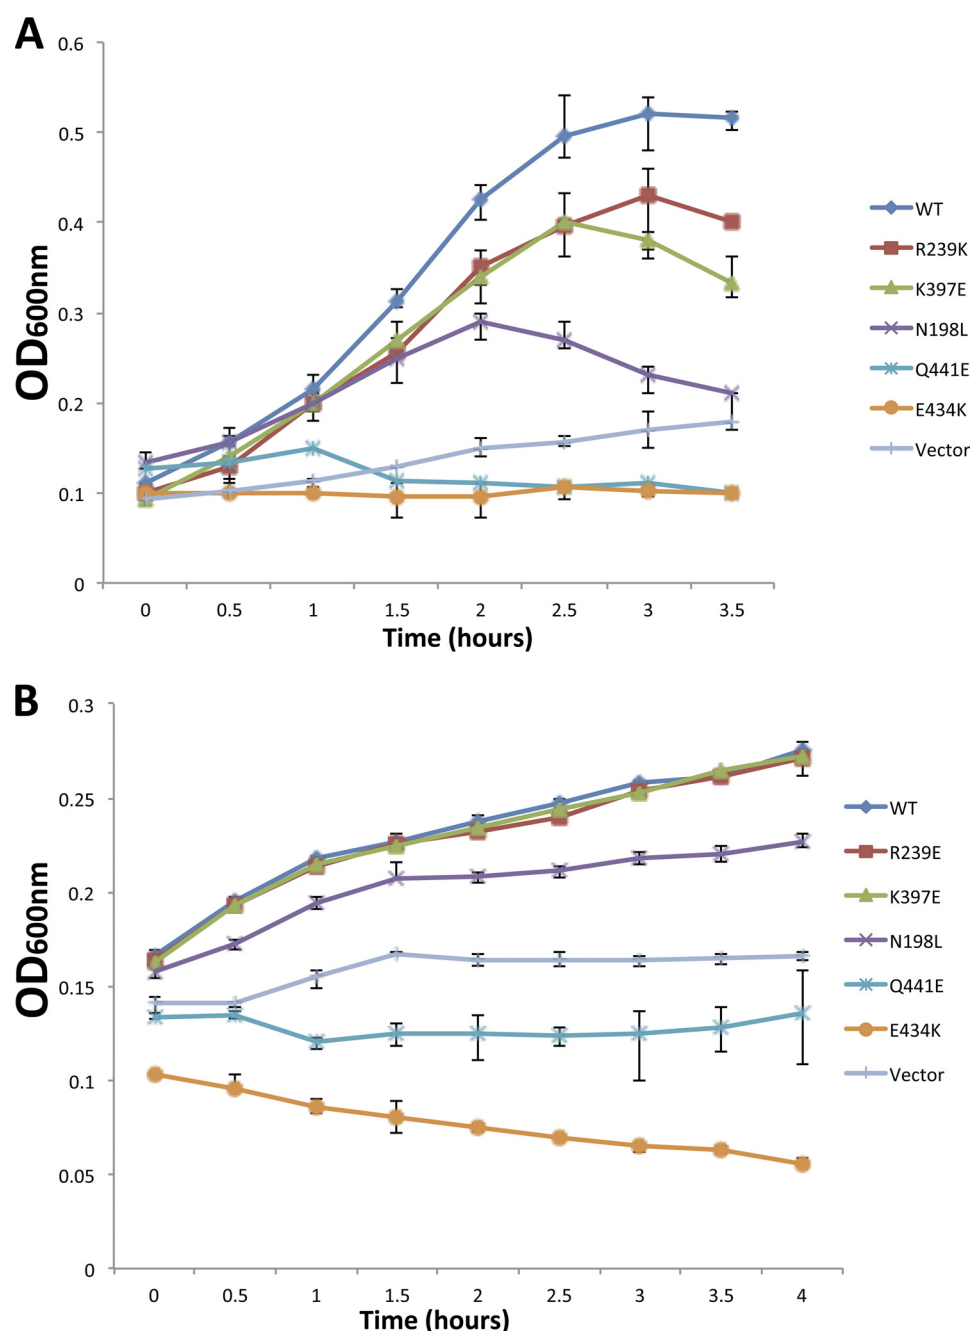 A
0.6
0.5
0.4
0.3
0.2
0.1
0
OD600nm
0 0.5 1 1.5 2 2.5 3 3.5
Time (hours)
WT
R239K
K397E
N198L
Q441E
E434K
Vector
B
0.3
0.25
0.2
0.15
0.1
0.05
0
OD600nm
0 0.5 1 1.5 2 2.5 3 3.5 4
Time (hours)
WT
R239E
K397E
N198L
Q441E
E434K
Vector